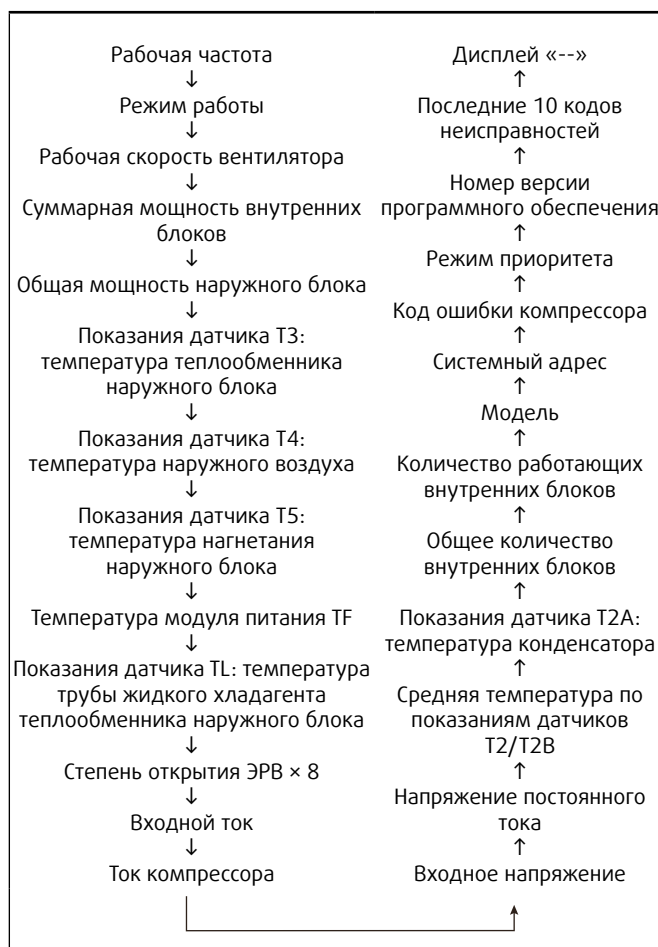 Рабочая частота
↓
Режим работы
↓
Рабочая скорость вентилятора
↓
Суммарная мощность внутренних
блоков
↓
Общая мощность наружного блока
↓
Показания датчика T3:
температура теплообменника
наружного блока
↓
Показания датчика T4:
температура наружного воздуха
↓
Показания датчика T5:
температура нагнетания
наружного блока
↓
Температура модуля питания TF
↓
Показания датчика TL: температура
трубы жидкого хладагента
теплообменника наружного блока
↓
Степень открытия ЭРВ × 8
↓
Входной ток
↓
Ток компрессора
Дисплей «--»
↑
Последние 10 кодов
неисправностей
↑
Номер версии
программного обеспечения
↑
Режим приоритета
↑
Код ошибки компрессора
↑
Системный адрес
↑
Модель
↑
Количество работающих
внутренних блоков
↑
Общее количество
внутренних блоков
↑
Показания датчика T2A:
температура конденсатора
↑
Средняя температура по
показаниям датчиков
T2/T2B
↑
Напряжение постоянного
тока
↑
Входное напряжение